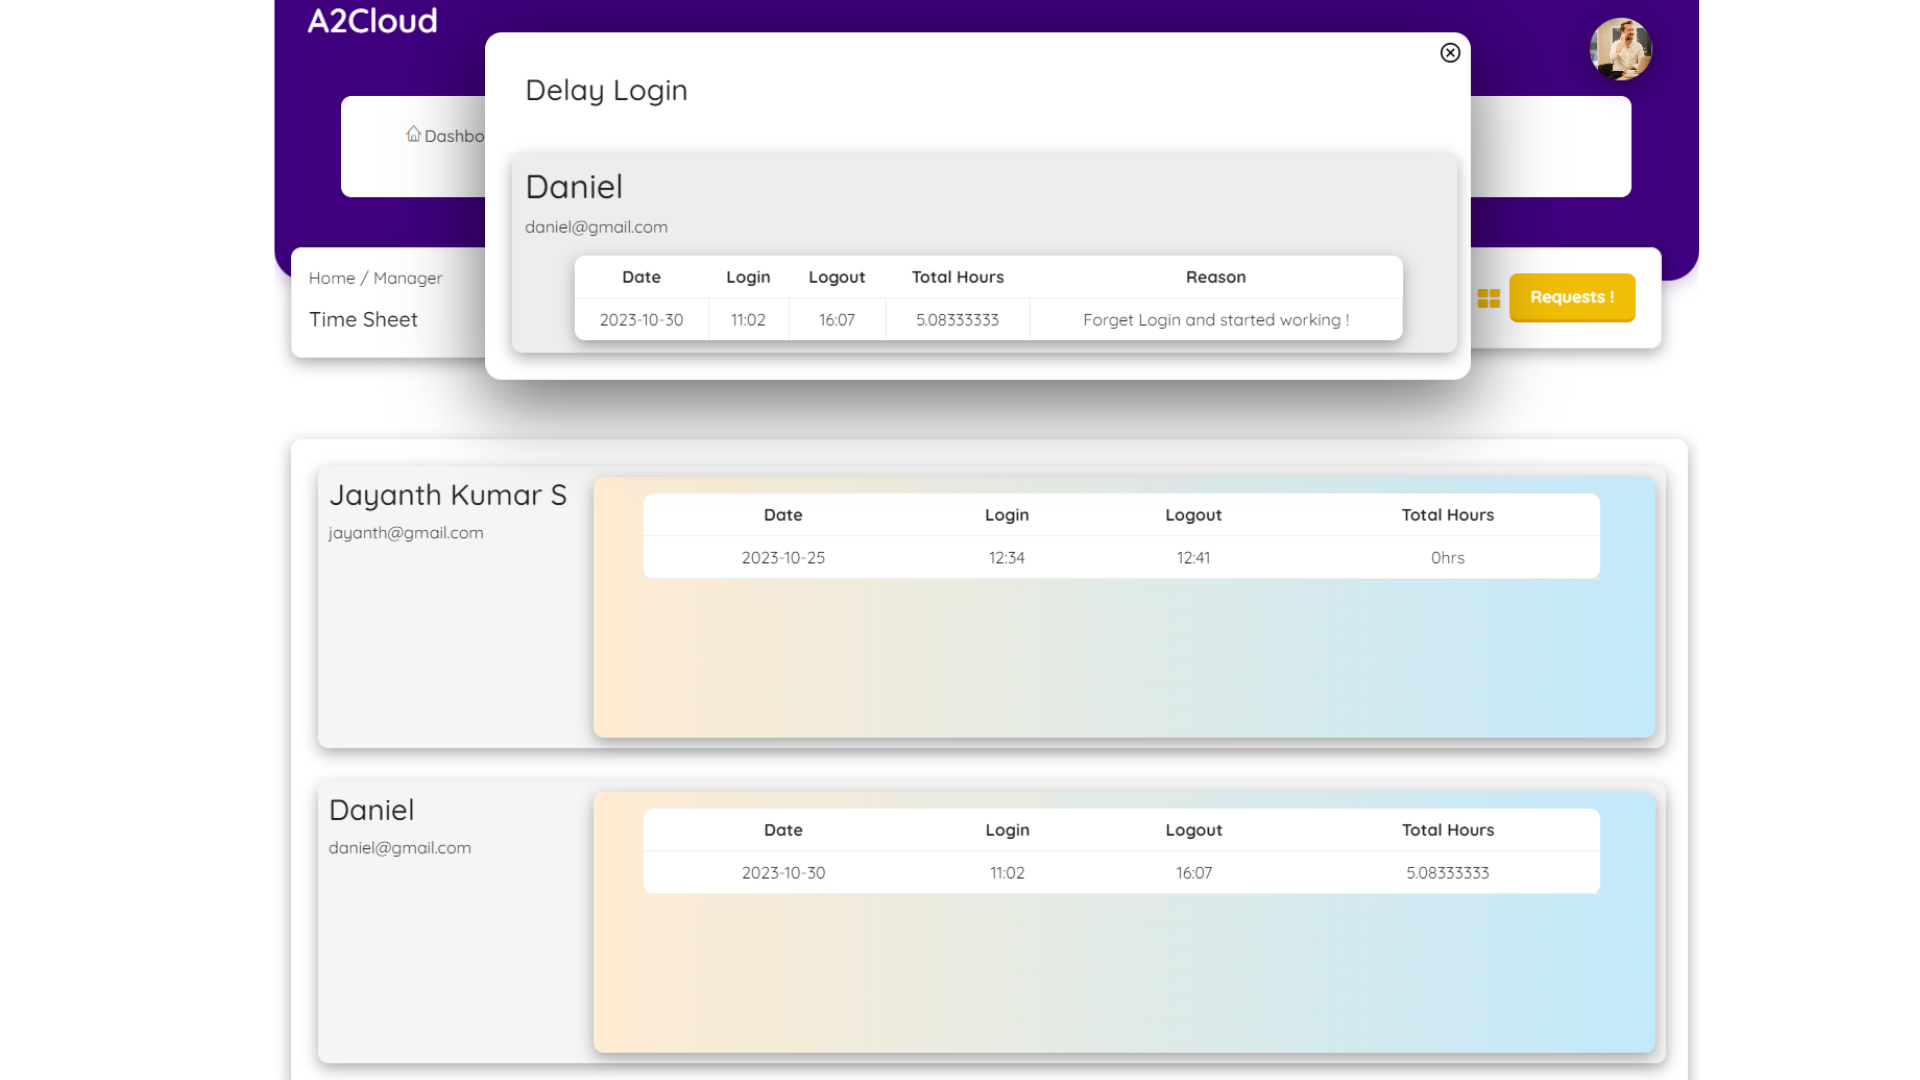 A2Cloud
Delay Login
Dashbo
Daniel
daniel@gmail.com
Date Login Logout Total Hours Reason
2023-10-30 11:02 16:07 5.08333333 Forget Login and started working !
Home / Manager
Time Sheet
Requests !
Jayanth Kumar S
jayanth@gmail.com
Date Login Logout Total Hours
2023-10-25 12:34 12:41 0hrs
Daniel
daniel@gmail.com
Date Login Logout Total Hours
2023-10-30 11:02 16:07 5.08333333